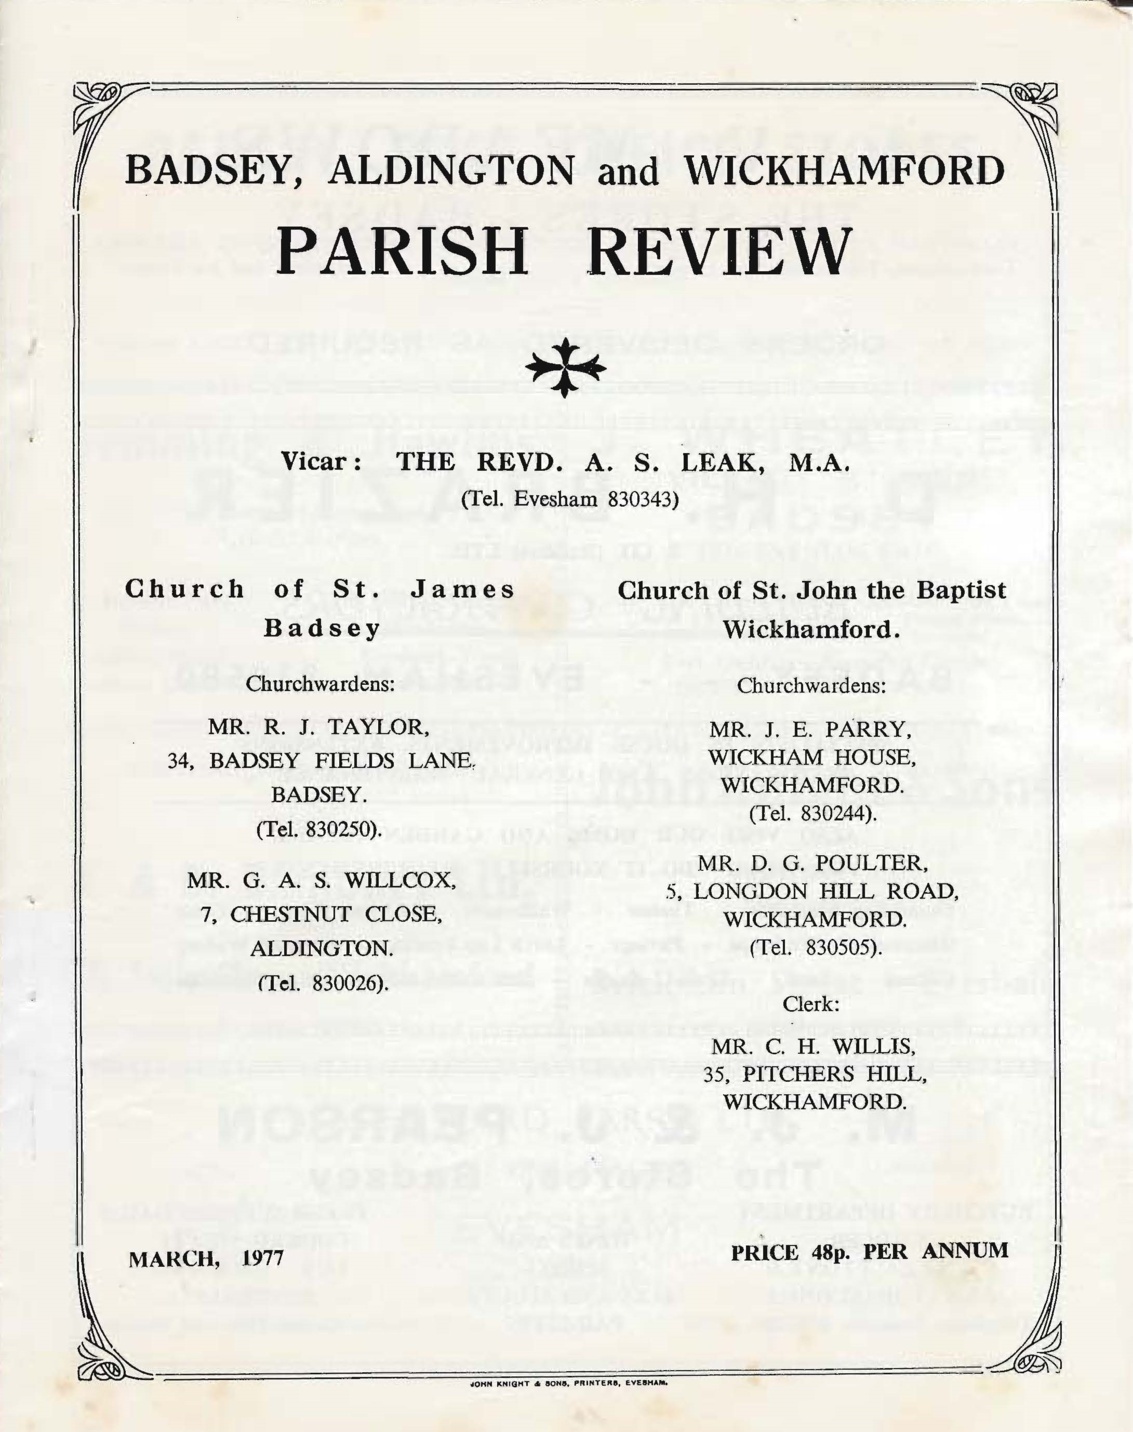 BADSEY, ALDINGTON and WICKHAMFORD
PARISH REVIEW
Vicar: THE REVD. A. S. LEAK, M.A.
(Tel. Evesham 830343)
Church of St. James
Badsey
Churchwardens:
MR. R. J. TAYLOR,
34, BADSEY FIELDS LANE.
BADSEY.
(Tel. 830250).
MR. G. A. S. WILLCOX,
7, CHESTNUT CLOSE,
ALDINGTON.
(Tel. 830026).
Church of St. John the Baptist
Wickhamford.
Churchwardens:
MR. J. E. PARRY,
WICKHAM HOUSE,
WICKHAMFORD.
(Tel. 830244).
MR. D. G. POULTER,
5, LONGDON HILL ROAD,
WICKHAMFORD.
(Tel. 830505).
Clerk:
MR. C. H. WILLIS,
35, PITCHERS HILL,
WICKHAMFORD.
MARCH, 1977
PRICE 48p. PER ANNUM
JOHN KNIGHT & SONS, PRINTERS, EVESHAM.